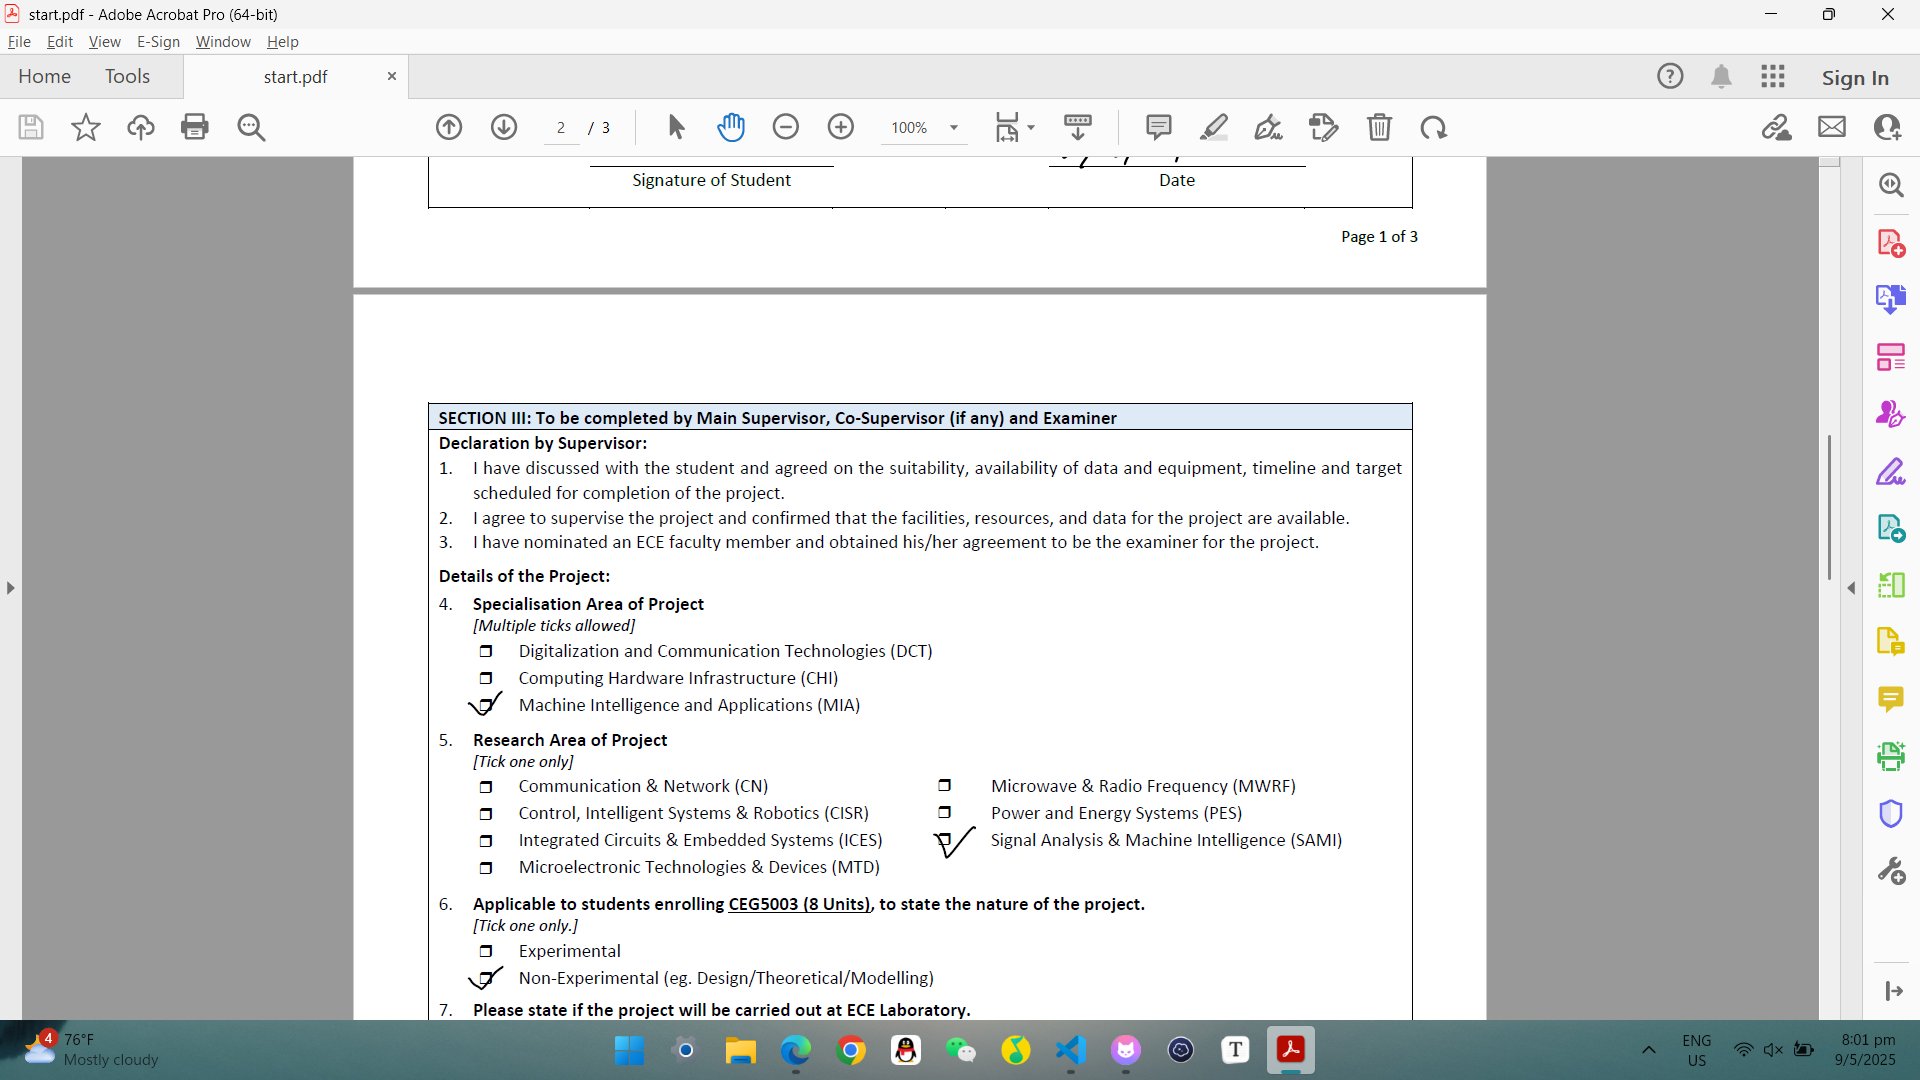 start.pdf - Adobe Acrobat Pro (64-bit)
File Edit View E-Sign Window Help
Home Tools start.pdf × Sign In
2 / 3 100%
Signature of Student Date
Page 1 of 3
SECTION III: To be completed by Main Supervisor, Co-Supervisor (if any) and Examiner
Declaration by Supervisor:
1. I have discussed with the student and agreed on the suitability, availability of data and equipment, timeline and target
scheduled for completion of the project.
2. I agree to supervise the project and confirmed that the facilities, resources, and data for the project are available.
3. I have nominated an ECE faculty member and obtained his/her agreement to be the examiner for the project.
Details of the Project:
4. Specialisation Area of Project
[Multiple ticks allowed]
Digitalization and Communication Technologies (DCT)
Computing Hardware Infrastructure (CHI)
Machine Intelligence and Applications (MIA)
5. Research Area of Project
[Tick one only]
Communication & Network (CN) Microwave & Radio Frequency (MWRF)
Control, Intelligent Systems & Robotics (CISR) Power and Energy Systems (PES)
Integrated Circuits & Embedded Systems (ICES) Signal Analysis & Machine Intelligence (SAMI)
Microelectronic Technologies & Devices (MTD)
6. Applicable to students enrolling CEG5003 (8 Units), to state the nature of the project.
[Tick one only.]
Experimental
Non-Experimental (eg. Design/Theoretical/Modelling)
7. Please state if the project will be carried out at ECE Laboratory.
4 76°F
Mostly cloudy
T
ENG
US
8:01 pm
9/5/2025